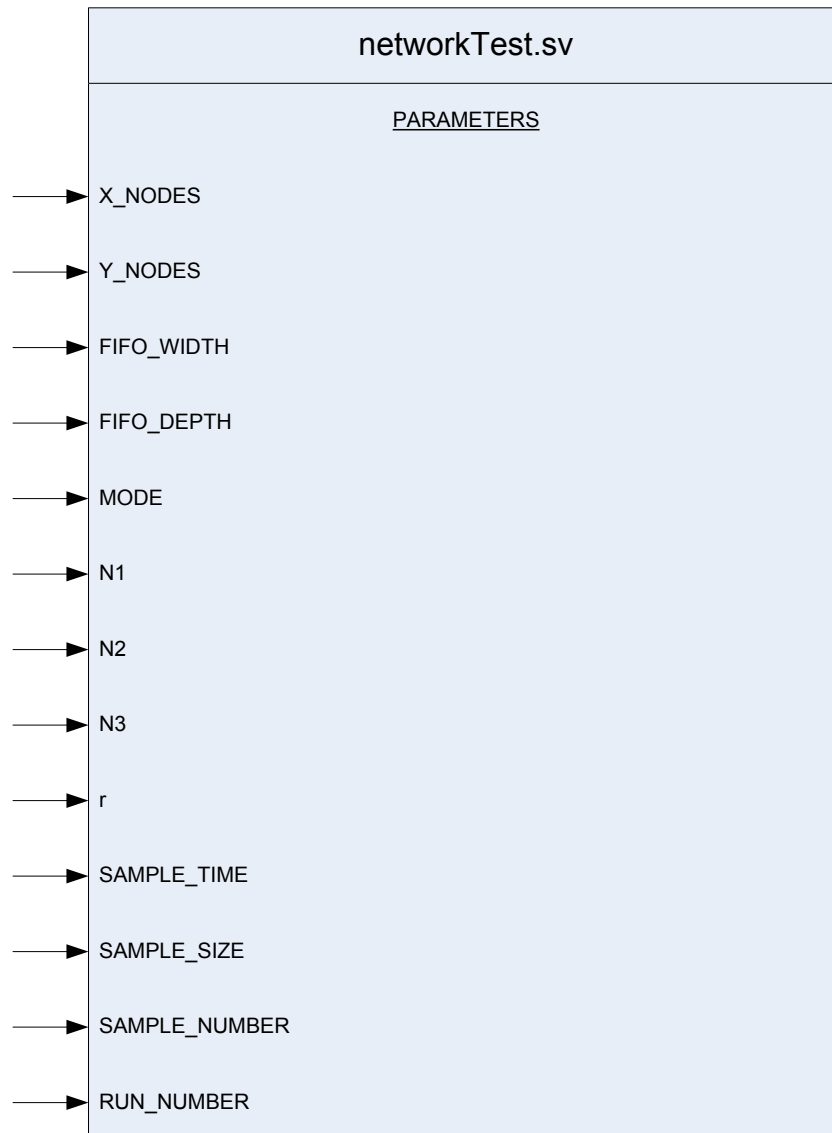 networkTest.sv
PARAMETERS
X_NODES
Y_NODES
FIFO_WIDTH
FIFO_DEPTH
MODE
N1
N2
N3
r
SAMPLE_TIME
SAMPLE_SIZE
SAMPLE_NUMBER
RUN_NUMBER